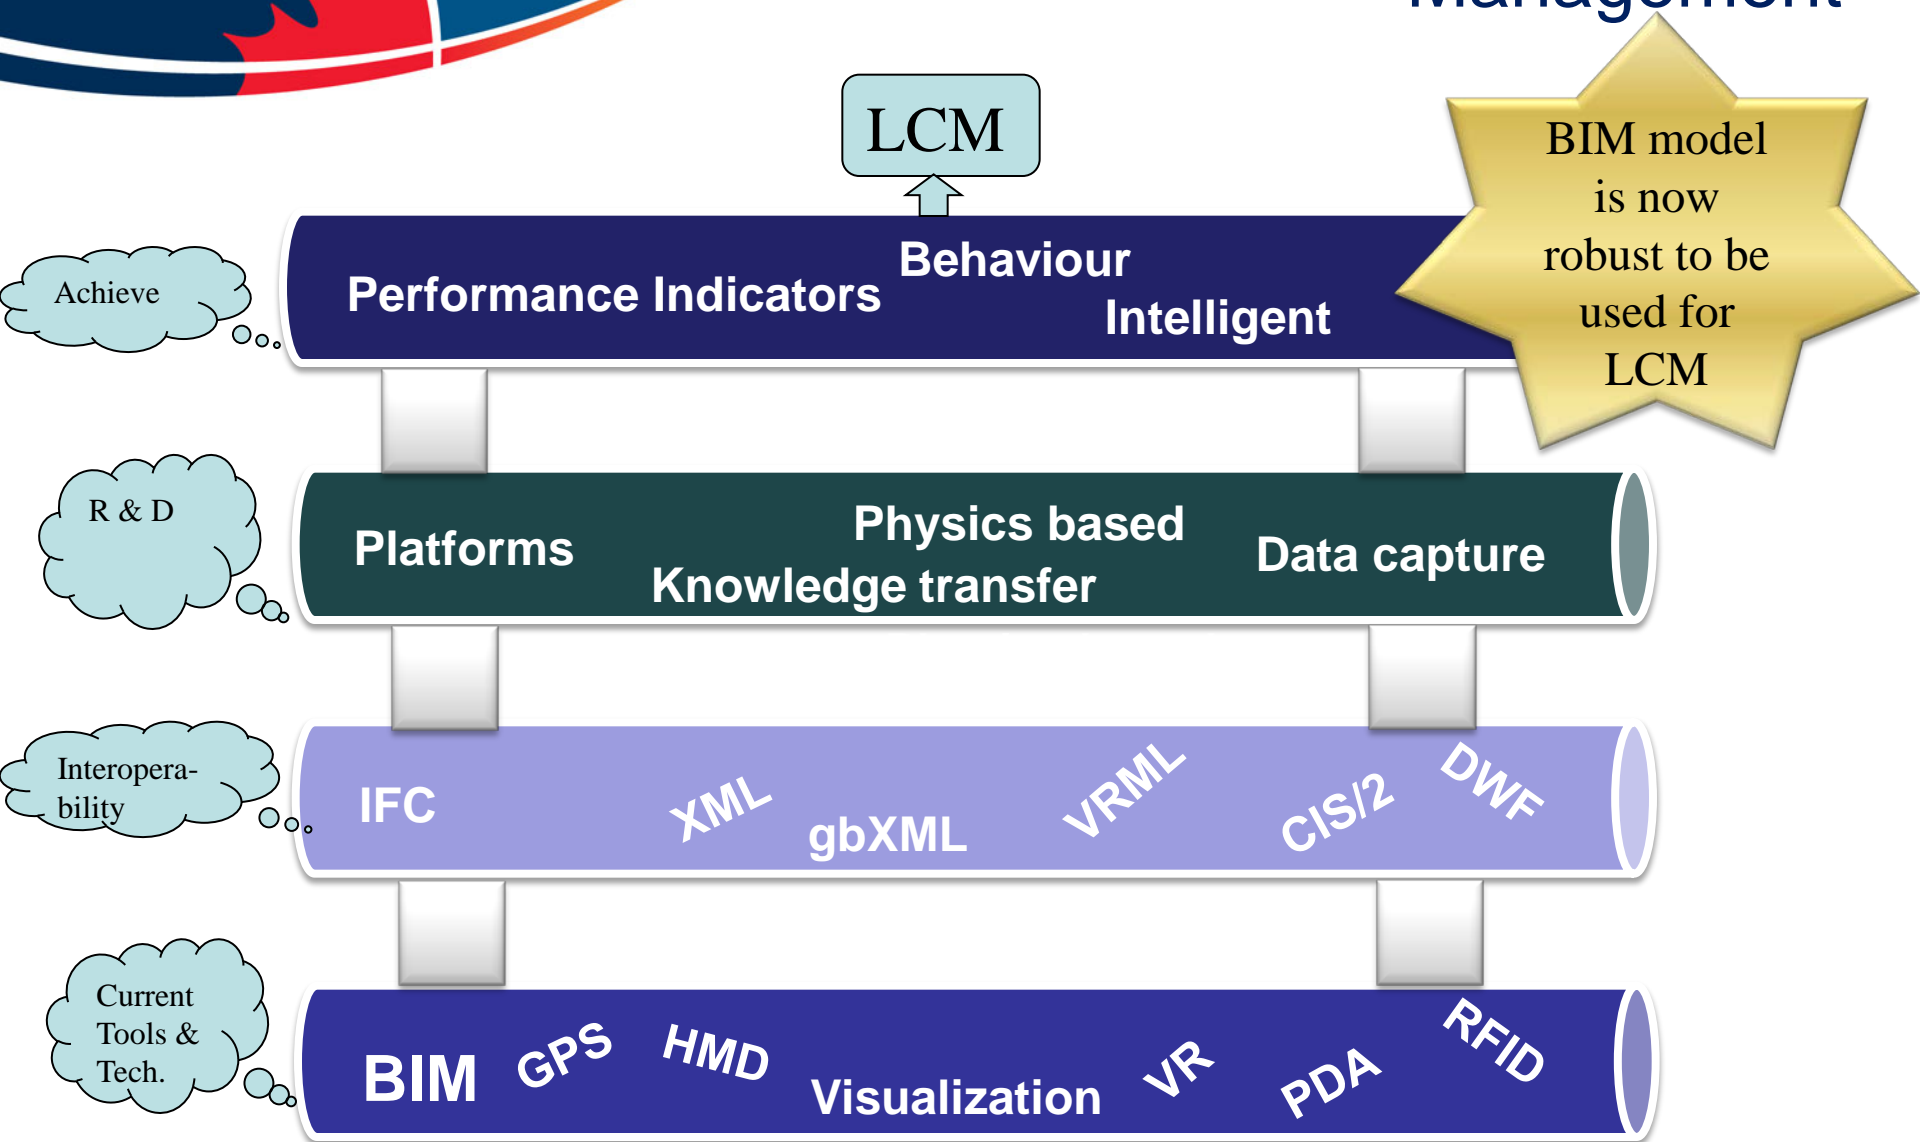 Management
LCM
BIM model
is now
robust to be
used for
LCM
Achieve
Performance Indicators
Behaviour
Intelligent
R & D
Platforms
Physics based
Knowledge transfer
Data capture
Interopera-
bility
IFC
XML
gbXML
VRML
CIS/2
DWF
Current
Tools &
Tech.
BIM
GPS
HMD
Visualization
VR
PDA
RFID